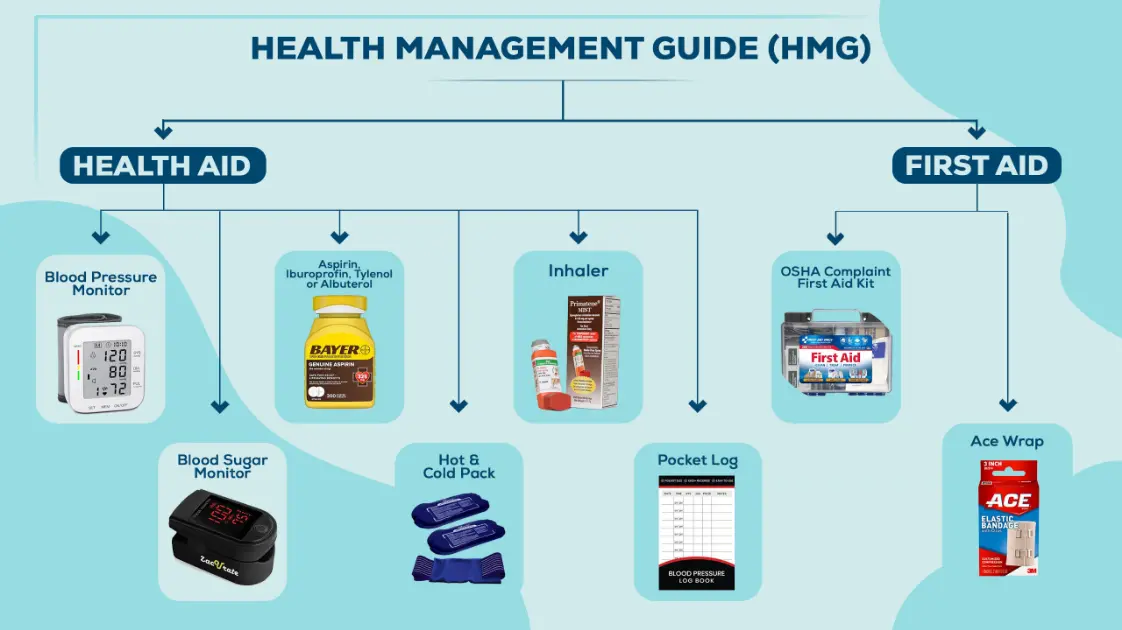 HEALTH MANAGEMENT GUIDE (HMG)
HEALTH AID
FIRST AID
Blood Pressure
Monitor
120
80
72
Aspirin,
Iburoprofin, Tylenol
or Albuterol
BAYER
GENUINE ASPIRIN
Inhaler
Primatene
MIST
OSHA Complaint
First Aid Kit
First Aid
Blood Sugar
Monitor
Hot &
Cold Pack
Pocket Log
BLOOD PRESSURE
LOG BOOK
Ace Wrap
3 INCH
ACE
ELASTIC
BANDAGE
3M